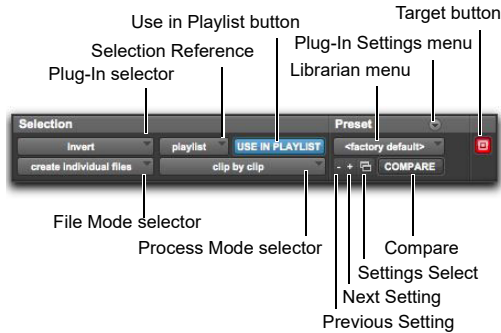 Target button
Use in Playlist button
Plug-In Settings menu
Selection Reference
Librarian menu
Plug-In selector
Selection
Preset
Invert
playlist
USE IN PLAYLIST
<factory default>
create individual files
clip by clip
- +
COMPARE
File Mode selector
Process Mode selector
Compare
Settings Select
Next Setting
Previous Setting